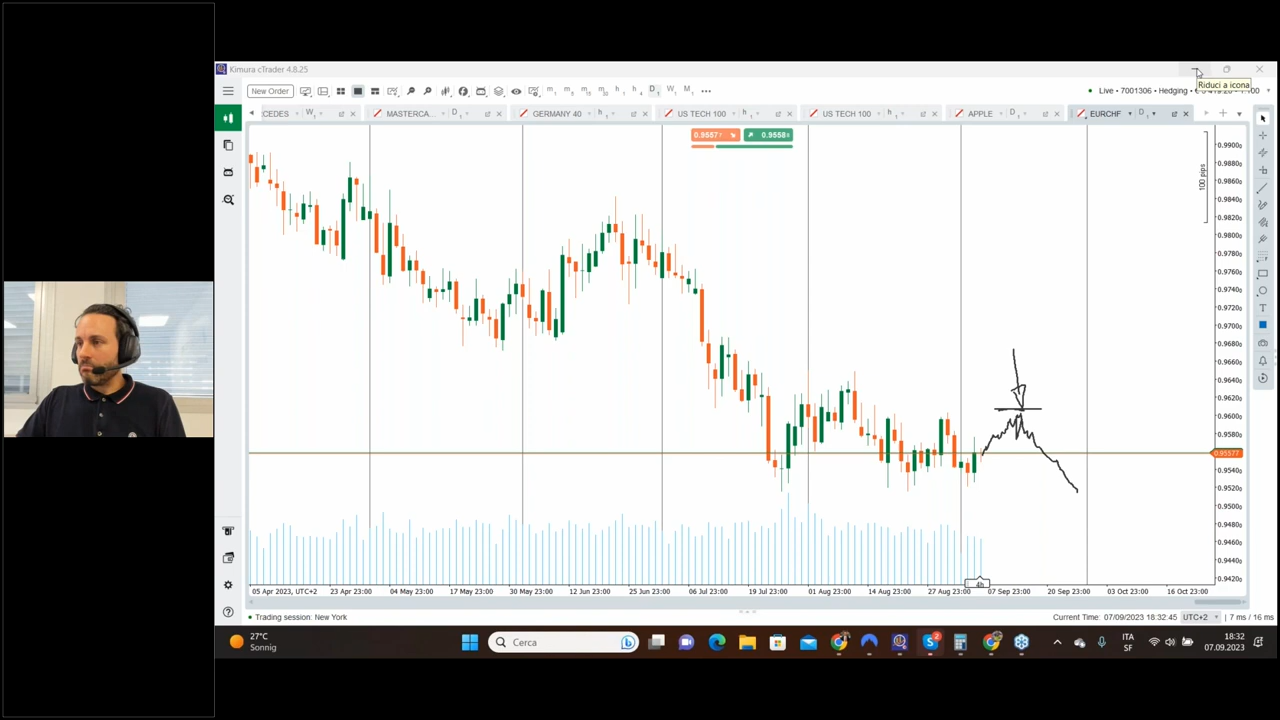 Kimura cTrader 4.8.25
Riduci a icona
New Order
Live • 7001306 • Hedging •
CEDES W
MASTERCA... D
GERMANY 40 h
US TECH 100 h
US TECH 100 h
APPLE D
EURCHF D
0.9557
0.9558
100 pips
0.9900
0.9880
0.9860
0.9840
0.9820
0.9800
0.9780
0.9760
0.9740
0.9720
0.9700
0.9680
0.9660
0.9640
0.9620
0.9600
0.9580
0.95577
0.9540
0.9520
0.9500
0.9480
0.9460
0.9440
0.9420
4h
05 Apr 2023, UTC+2
23 Apr 23:00
04 May 23:00
17 May 23:00
30 May 23:00
12 Jun 23:00
25 Jun 23:00
06 Jul 23:00
19 Jul 23:00
01 Aug 23:00
14 Aug 23:00
27 Aug 23:00
07 Sep 23:00
20 Sep 23:00
03 Oct 23:00
16 Oct 23:00
Trading session: New York
Current Time: 07/09/2023 18:32:45 UTC+2 7 ms / 16 ms
27°C
Sonnig
Cerca
ITA
SF
18:32
07.09.2023